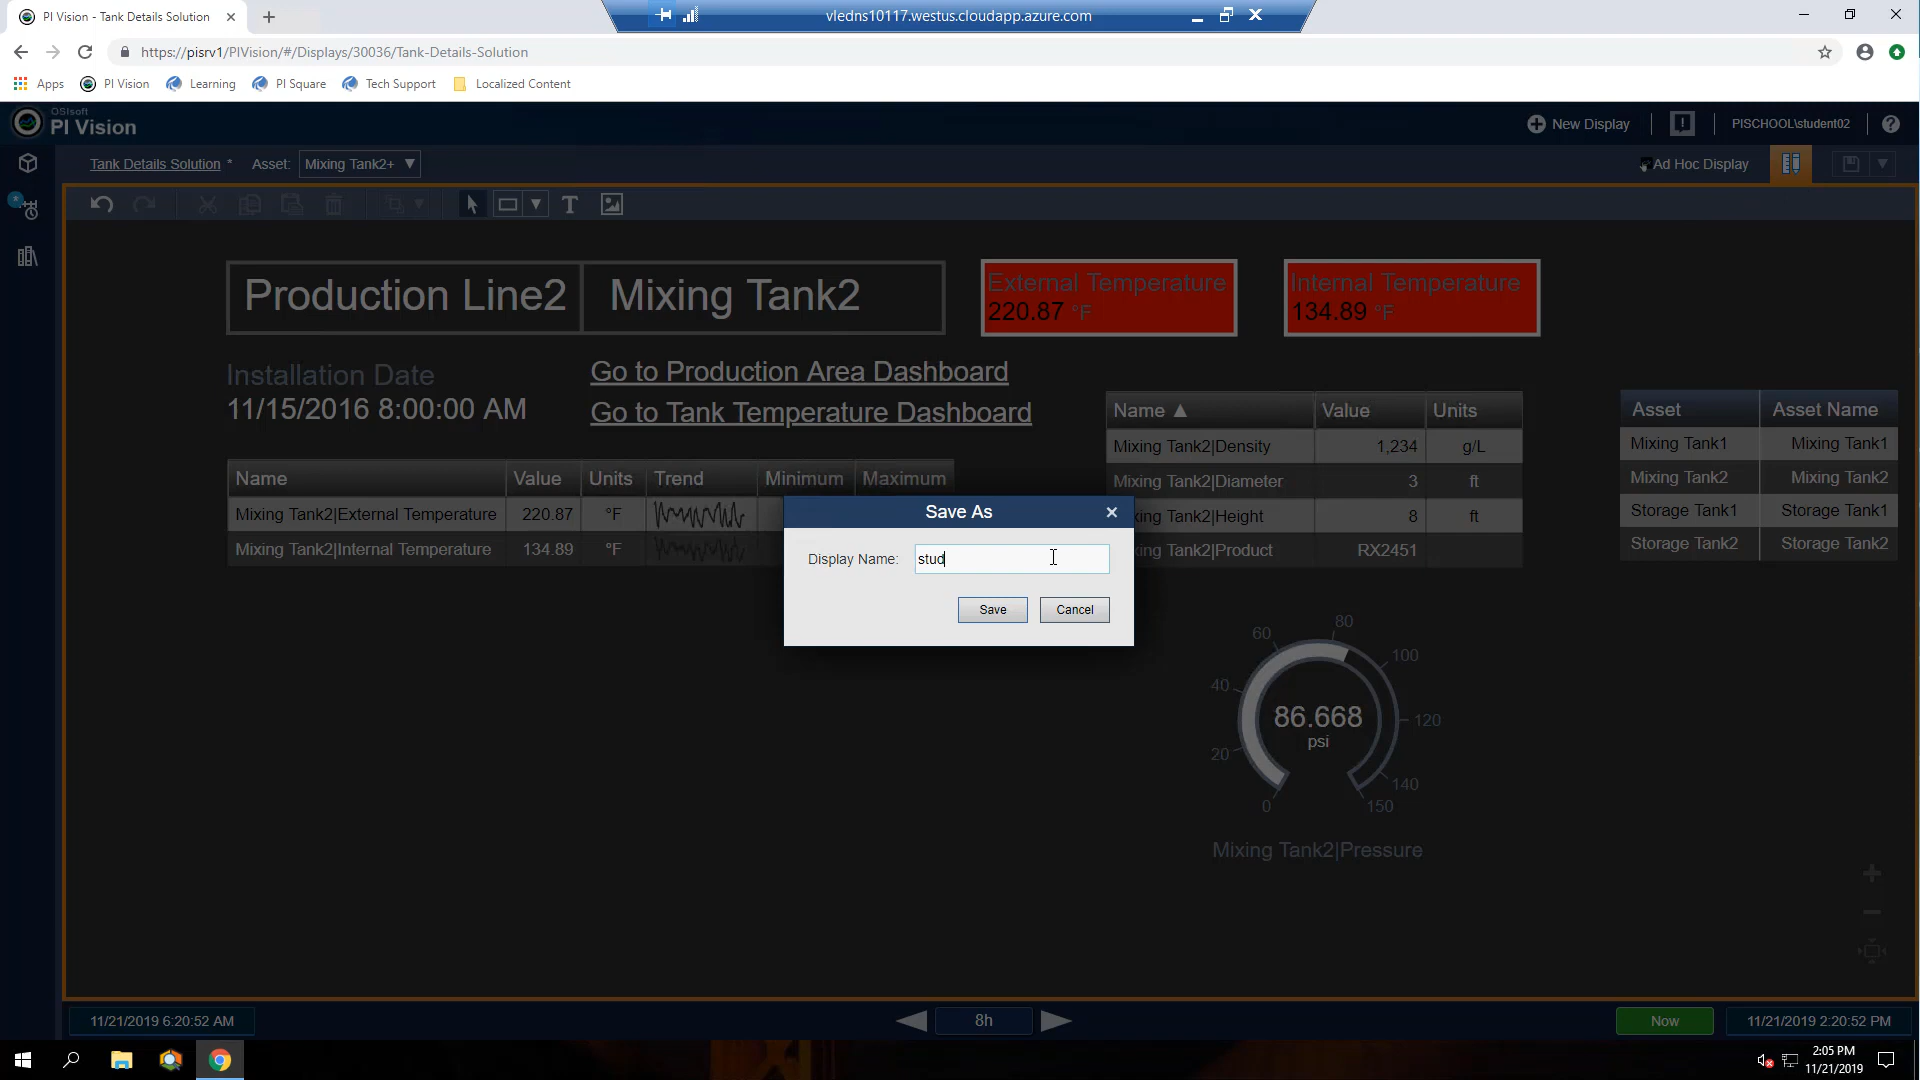 PI Vision - Tank Details Solution
vledns10117.westus.cloudapp.azure.com
https://pisrv1/PIVision/#/Displays/30036/Tank-Details-Solution
Apps PI Vision Learning PI Square Tech Support Localized Content
OSIsoft
PI Vision
New Display PISCHOOL\student02
Tank Details Solution * Asset: Mixing Tank2+ Ad Hoc Display
T
Production Line2 Mixing Tank2
External Temperature
220.87 °F
Internal Temperature
134.89 °F
Installation Date
11/15/2016 8:00:00 AM
Go to Production Area Dashboard
Go to Tank Temperature Dashboard
Name Value Units Trend Minimum Maximum
Mixing Tank2|External Temperature 220.87 °F
Mixing Tank2|Internal Temperature 134.89 °F
Name ▲ Value Units
Mixing Tank2|Density 1,234 g/L
Mixing Tank2|Diameter 3 ft
Tank2|Height 8 ft
Tank2|Product RX2451
Asset Asset Name
Mixing Tank1 Mixing Tank1
Mixing Tank2 Mixing Tank2
Storage Tank1 Storage Tank1
Storage Tank2 Storage Tank2
Save As
Display Name: stud
Save Cancel
0 20 40 60 80 100 120 140 150
86.668
psi
Mixing Tank2|Pressure
11/21/2019 6:20:52 AM 8h Now 11/21/2019 2:20:52 PM
2:05 PM
11/21/2019